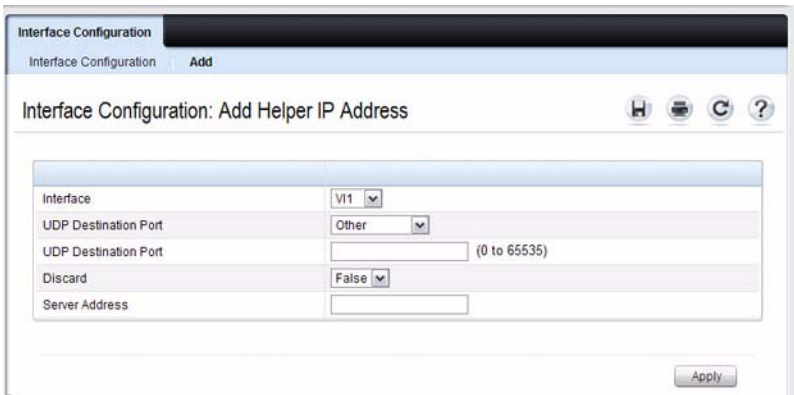 Interface Configuration
Interface Configuration Add
Interface Configuration: Add Helper IP Address
Interface VI1
UDP Destination Port Other
UDP Destination Port (0 to 65535)
Discard False
Server Address
Apply